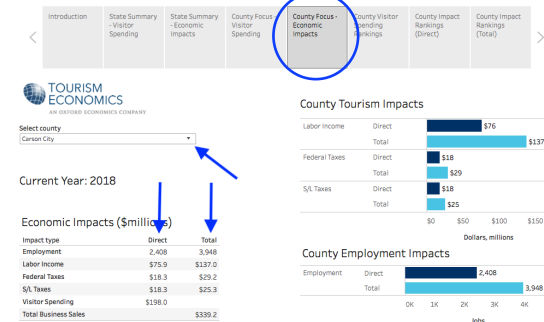 Introduction
State Summary - Visitor Spending
State Summary - Economic Impacts
County Focus - Visitor Spending
County Focus - Economic Impacts
County Visitor Spending Rankings
County Impact Rankings (Direct)
County Impact Rankings (Total)
TOURISM
ECONOMICS
AN OXFORD ECONOMICS COMPANY
Select county
Carson City
Current Year: 2018
Economic Impacts ($millions)
Impact type Direct Total
Employment 2,408 3,948
Labor Income $75.9 $137.0
Federal Taxes $18.3 $29.2
S/L Taxes $18.3 $25.3
Visitor Spending $198.0
Total Business Sales $339.2
County Tourism Impacts
Labor Income Direct $76
Total $137
Federal Taxes Direct $18
Total $29
S/L Taxes Direct $18
Total $25
$0 $50 $100 $150
Dollars, millions
County Employment Impacts
Employment Direct 2,408
Total 3,948
0K 1K 2K 3K 4K
Jobs